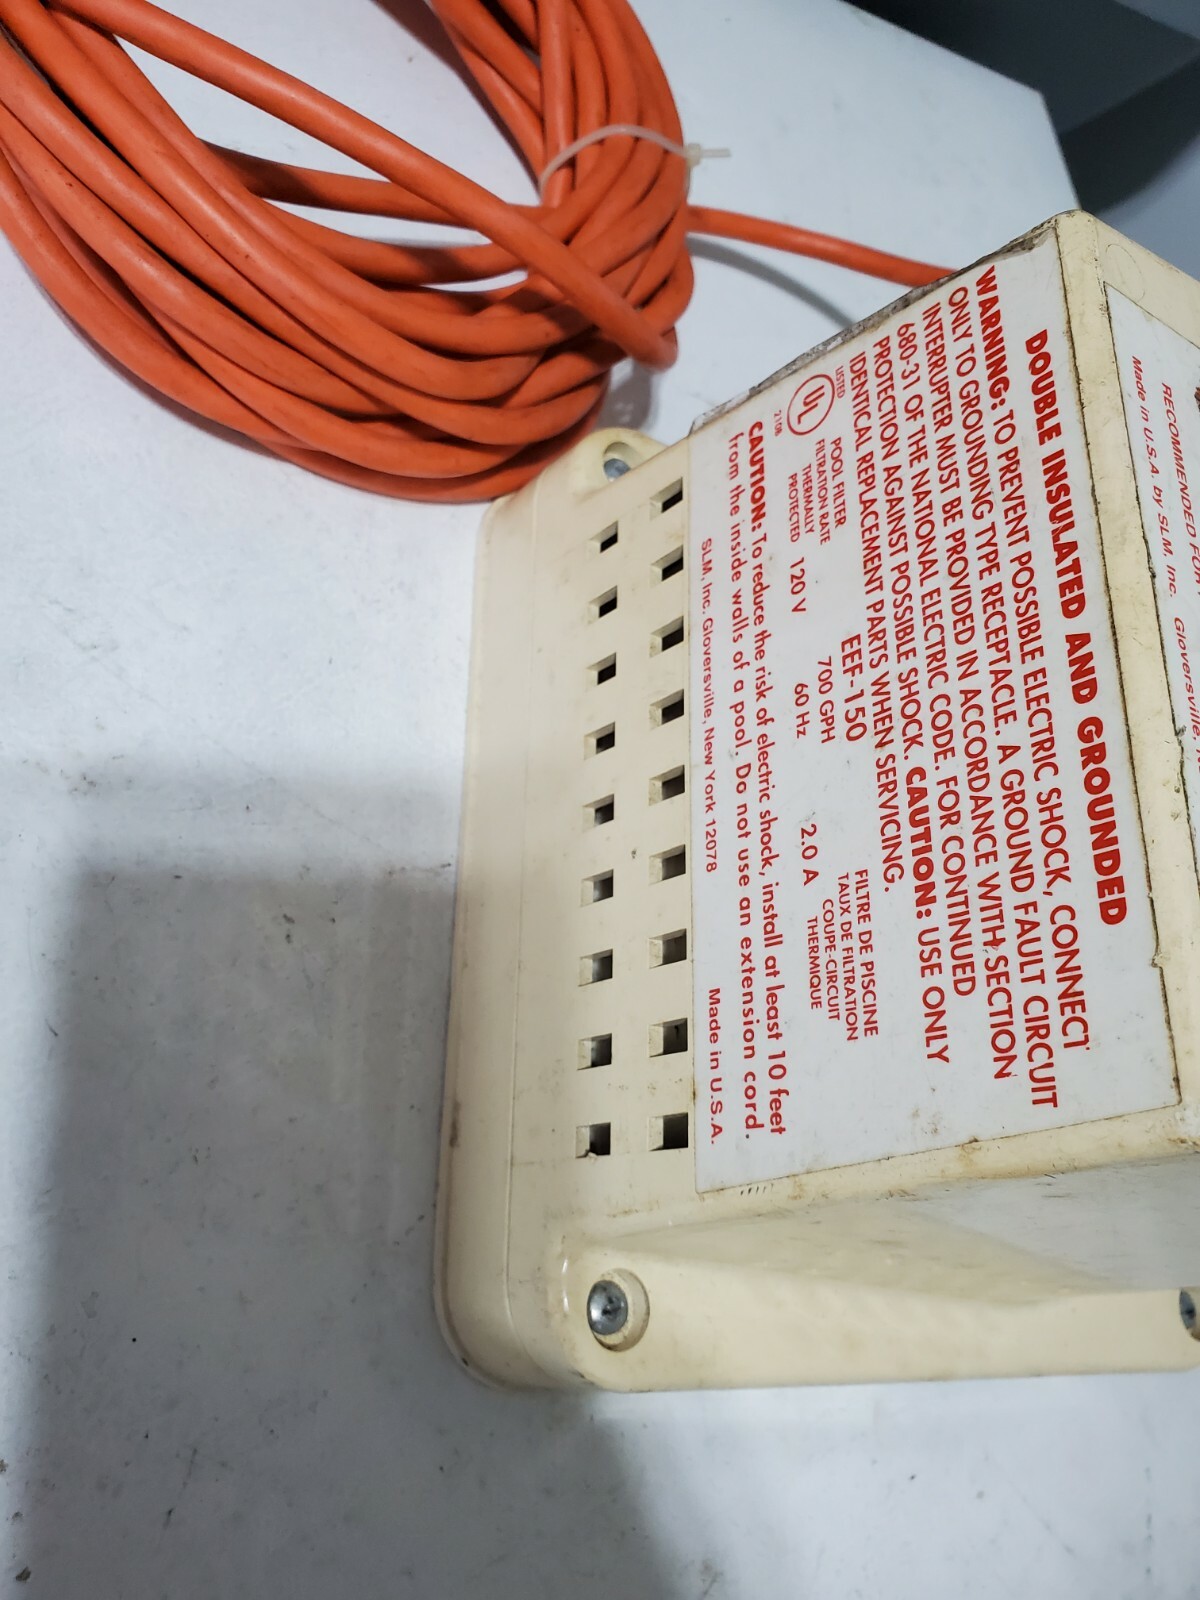 DOUBLE INSULATED AND GROUNDED
WARNING: TO PREVENT POSSIBLE ELECTRIC SHOCK, CONNECT
ONLY TO GROUNDING TYPE RECEPTACLE. A GROUND FAULT CIRCUIT
INTERRUPTER MUST BE PROVIDED IN ACCORDANCE WITH SECTION
680-31 OF THE NATIONAL ELECTRIC CODE. FOR CONTINUED
PROTECTION AGAINST POSSIBLE SHOCK. CAUTION: USE ONLY
IDENTICAL REPLACEMENT PARTS WHEN SERVICING.
UL
LISTED
210B
POOL FILTER EEF-150 FILTRE DE PISCINE
FILTRATION RATE 700 GPH TAUX DE FILTRATION
THERMALLY COUPE-CIRCUIT
PROTECTED 120 V 60 Hz 2.0 A THERMIQUE
CAUTION: To reduce the risk of electric shock, install at least 10 feet
from the inside walls of a pool. Do not use an extension cord.
SLM, Inc. Gloversville, New York 12078 Made in U.S.A.
RECOMMENDED FOR
Made in U.S.A. by SLM, Inc. Gloversville,